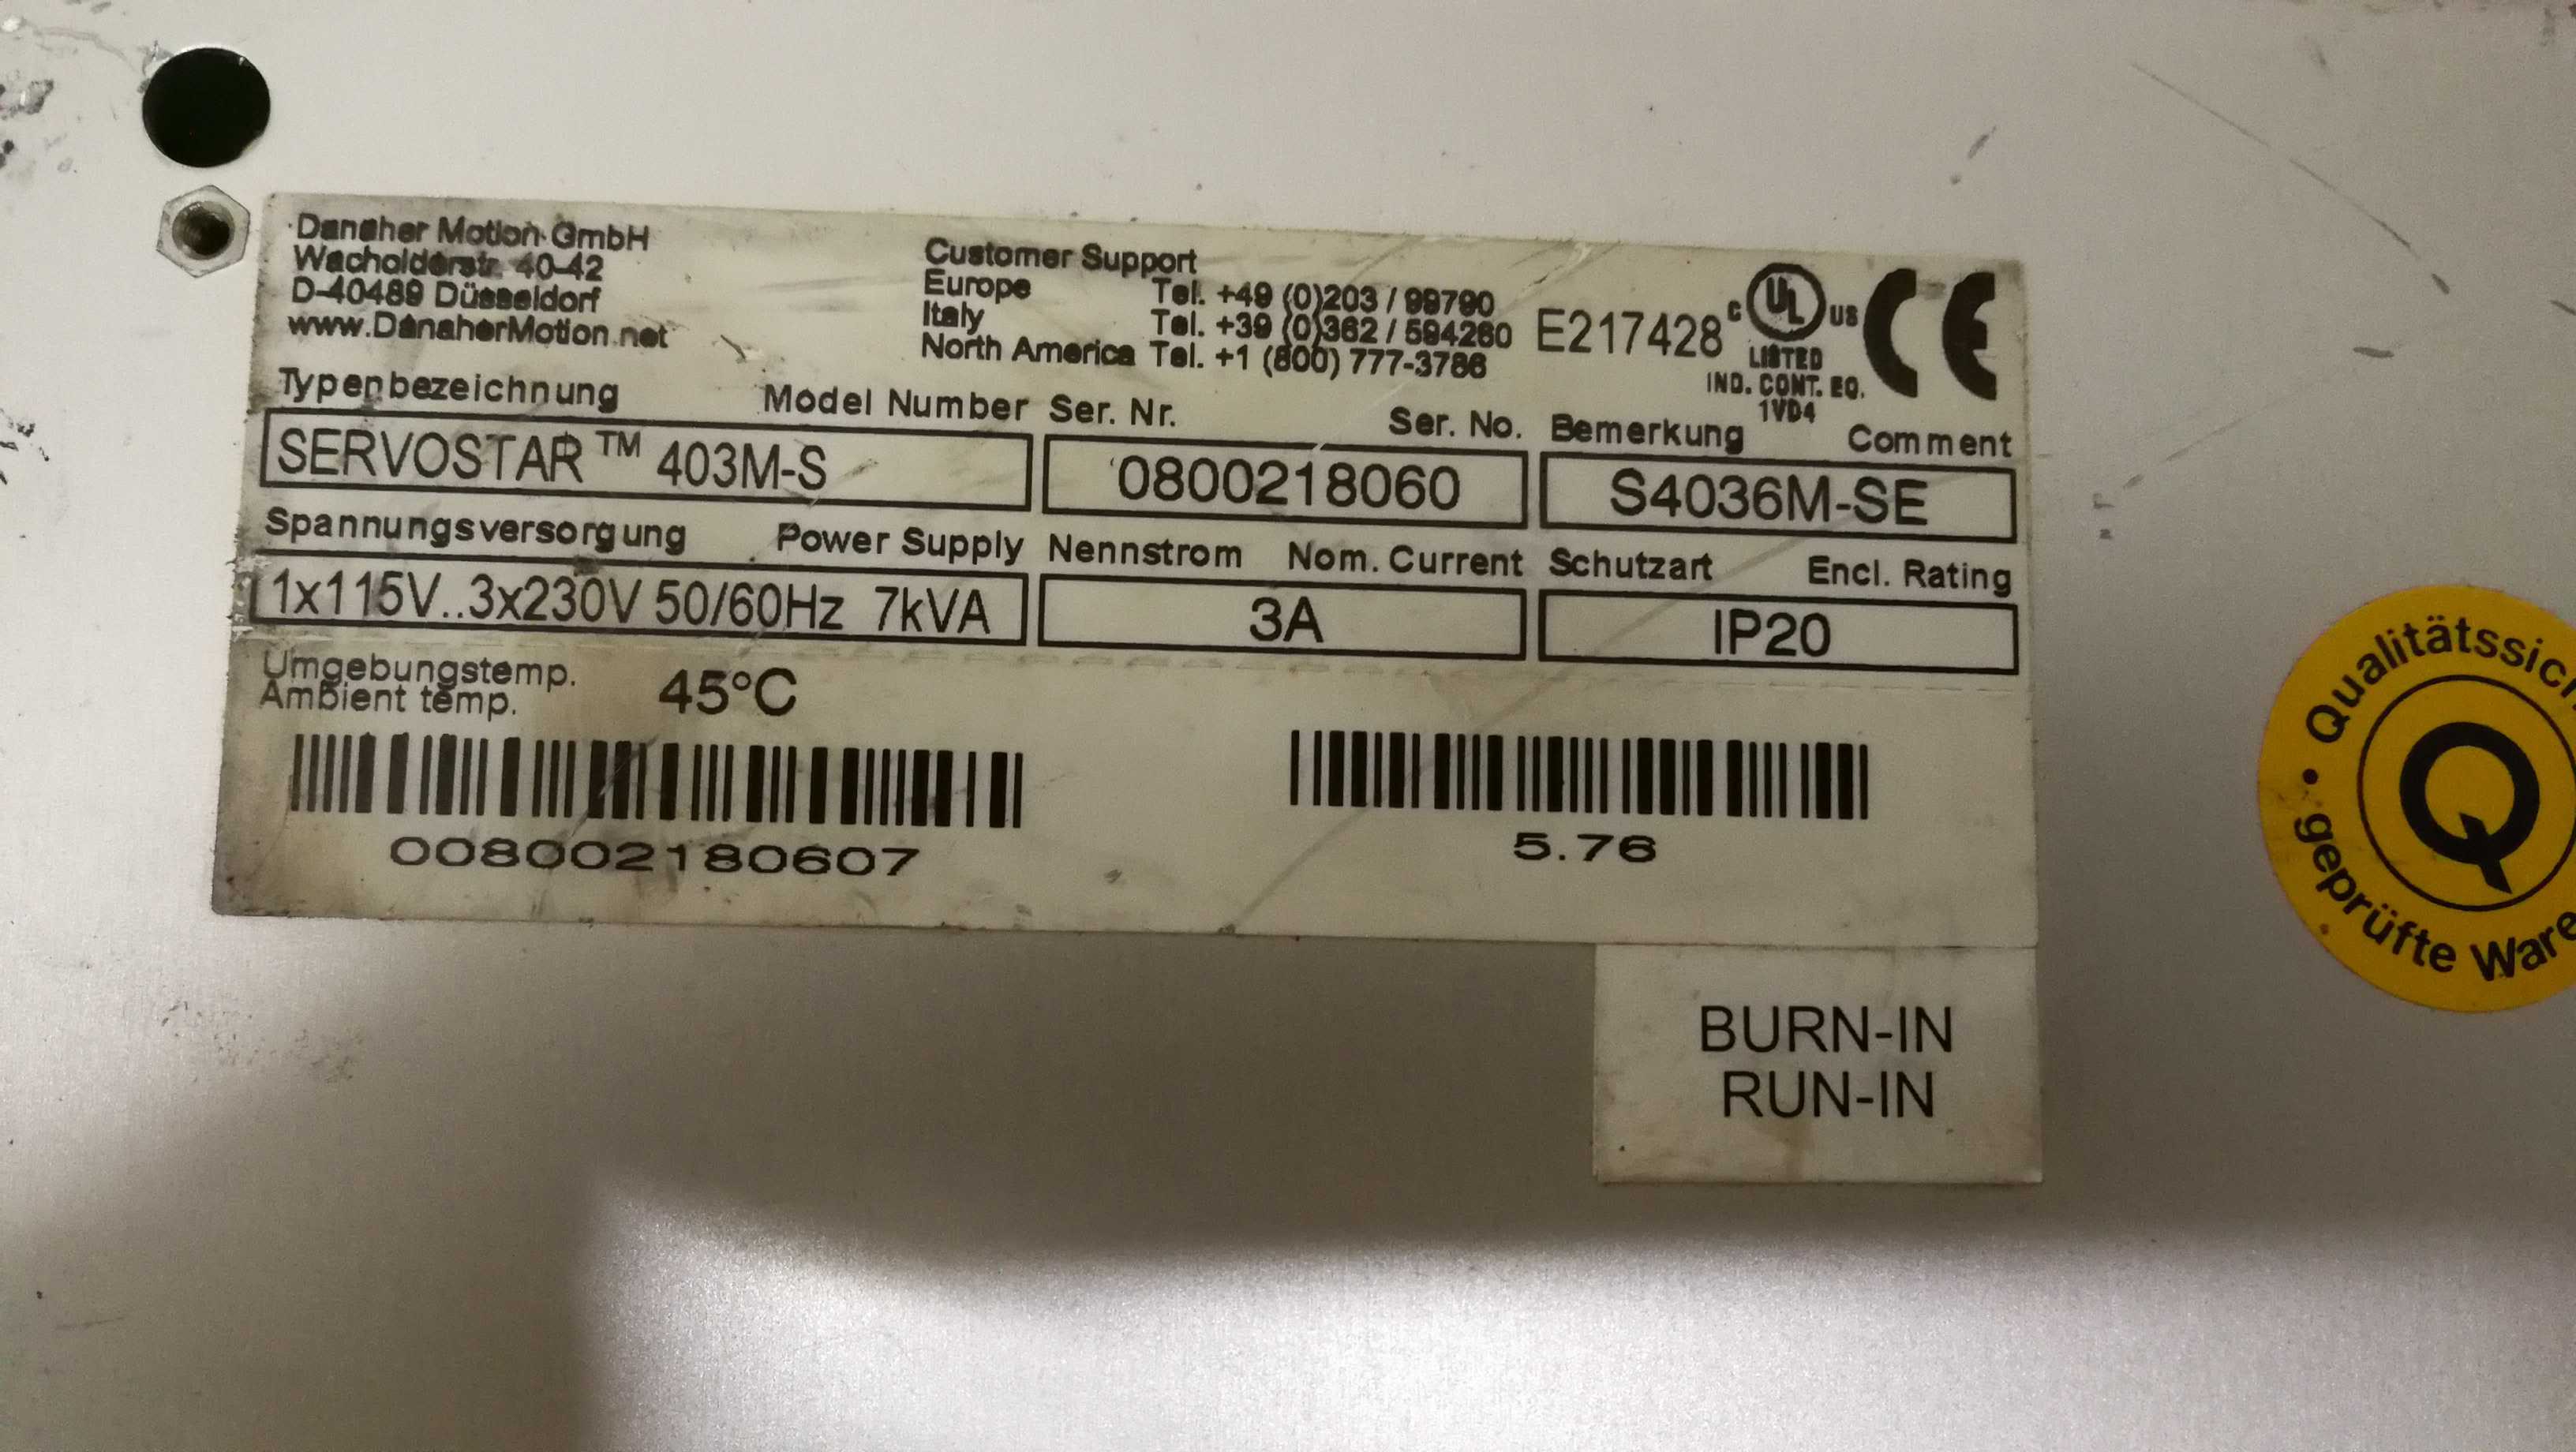 Danaher Motion GmbH
Wacholderstr. 40-42
D-40489 Düsseldorf
www.DanaherMotion.net
Customer Support
Europe Tel. +49 (0)203 / 99790
Italy Tel. +39 (0)362 / 594260
North America Tel. +1 (800) 777-3786
E217428
C UL US
LISTED
IND. CONT. EQ.
1VD4
CE
Typenbezeichnung Model Number Ser. Nr. Ser. No. Bemerkung Comment
SERVOSTAR™ 403M-S 0800218060 S4036M-SE
Spannungsversorgung Power Supply Nennstrom Nom. Current Schutzart Encl. Rating
1x115V..3x230V 50/60Hz 7kVA 3A IP20
Umgebungstemp.
Ambient temp. 45°C
008002180607 5.76
BURN-IN
RUN-IN
• Qualitätssic
Q
geprüfte Ware